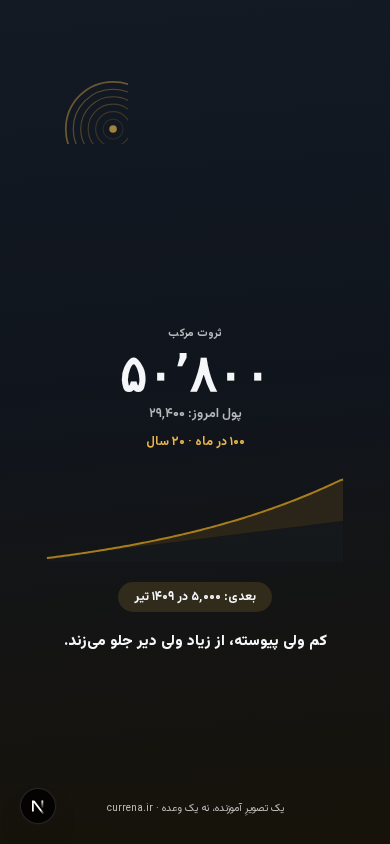 ثروت مرکب
۵۰٬۸۰۰
پول امروز: ۲۹,۴۰۰
۱۰۰ در ماه · ۲۰ سال
بعدی: ۵,۰۰۰ در ۱۴۰۹ تیر
کم ولی پیوسته، از زیاد ولی دیر جلو می‌زند.
یک تصویرِ آموزنده، نه یک وعده · currena.ir
N